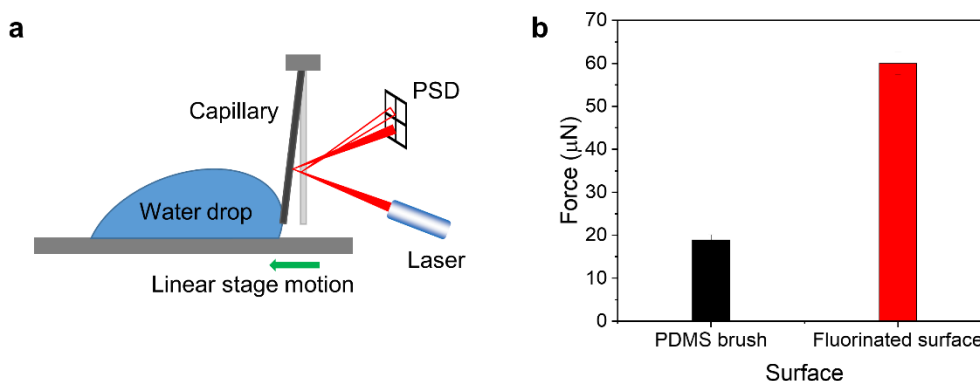 a
Capillary
PSD
Water drop
Laser
Linear stage motion
b
Force (μN)
70
60
50
40
30
20
10
0
PDMS brush Fluorinated surface
Surface